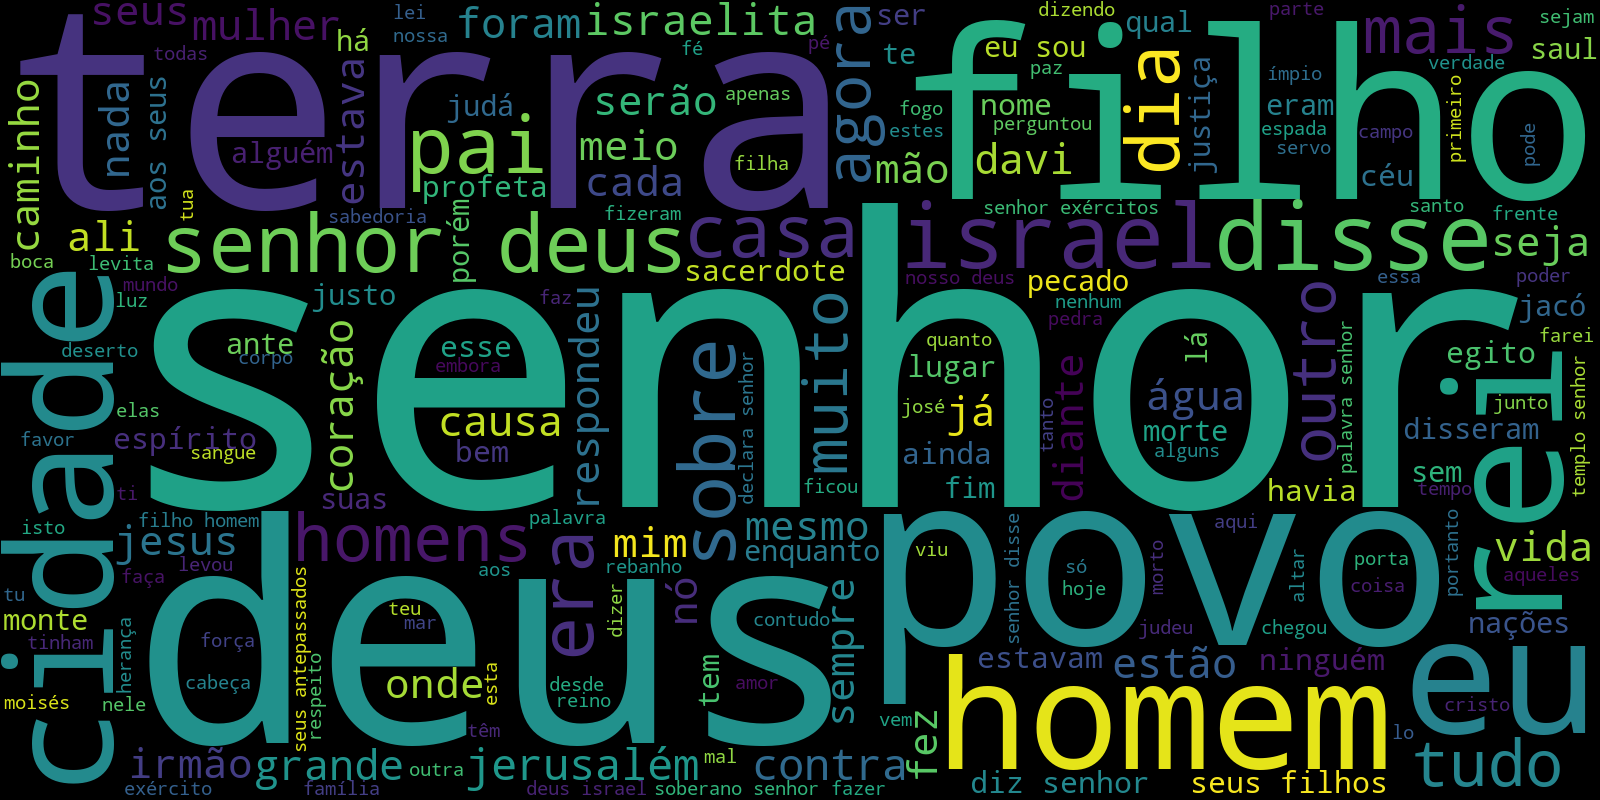 terra
filho
senhor
deus
povo
homem
cidade
rei
eu
senhor deus
disse
israel
casa
homens
era
sobre
muito
outro
tudo
pai
dia
agora
mais
mulher
seus
foram
israelita
há
lei
nossa
todas
fé
pé
ser
te
dizendo
eu sou
paz
qual
parte
sejam
saul
verdade
caminho
nada
aos seus
estava
judá
alguém
profeta
serão
apenas
meio
cada
filha
fogo
estes
nome
perguntou
mão
davi
justiça
ímpio
eram
espada
servo
campo
céu
primeiro
pode
tua
sabedoria
fizeram
porém
senhor exércitos
santo
frente
seja
ali
boca
levita
mundo
luz
justo
faz
sacerdote
nosso deus
pecado
nenhum
pedra
essa
poder
jacó
farei
deserto
ante
corpo
coração
esse
embora
respondeu
quanto
lugar
lá
egito
elas
favor
espírito
sangue
causa
bem
declara senhor
josé
já
ainda
tanto
diante
água
morte
alguns
palavra senhor
junto
disseram
templo senhor
sem
ti
suas
ficou
fim
havia
tempo
isto
filho homem
jesus
palavra
mim
mesmo
enquanto
rebanho
senhor disse
aqui
vida
tu
faça
levou
seus antepassados
aos
viu
só
hoje
morto
altar
porta
coisa
portanto
aqueles
monte
tinham
herança
força
teu
mar
dizer
nó
contudo
sempre
judeu
chegou
nações
moisés
nele
cabeça
respeito
onde
esta
desde
reino
tem
amor
estavam
estão
ninguém
cristo
têm
vem
fez
lo
irmão
grande
outra
jerusalém
mal
contra
exército
família
deus israel
soberano senhor
fazer
diz senhor
seus filhos